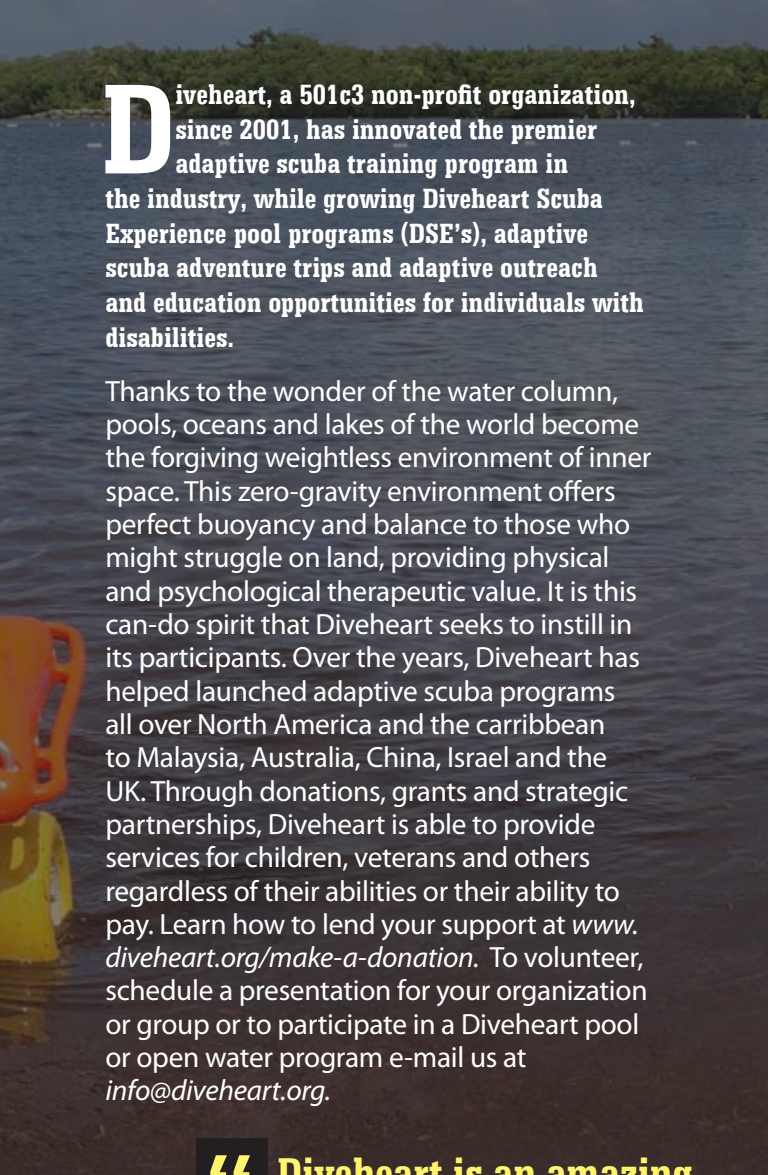 Diveheart, a 501c3 non-profit organization,
since 2001, has innovated the premier
adaptive scuba training program in
the industry, while growing Diveheart Scuba
Experience pool programs (DSE’s), adaptive
scuba adventure trips and adaptive outreach
and education opportunities for individuals with
disabilities.
Thanks to the wonder of the water column,
pools, oceans and lakes of the world become
the forgiving weightless environment of inner
space. This zero-gravity environment offers
perfect buoyancy and balance to those who
might struggle on land, providing physical
and psychological therapeutic value. It is this
can-do spirit that Diveheart seeks to instill in
its participants. Over the years, Diveheart has
helped launched adaptive scuba programs
all over North America and the carribbean
to Malaysia, Australia, China, Israel and the
UK. Through donations, grants and strategic
partnerships, Diveheart is able to provide
services for children, veterans and others
regardless of their abilities or their ability to
pay. Learn how to lend your support at www.
diveheart.org/make-a-donation. To volunteer,
schedule a presentation for your organization
or group or to participate in a Diveheart pool
or open water program e-mail us at
info@diveheart.org.
“ Diveheart is an amazing